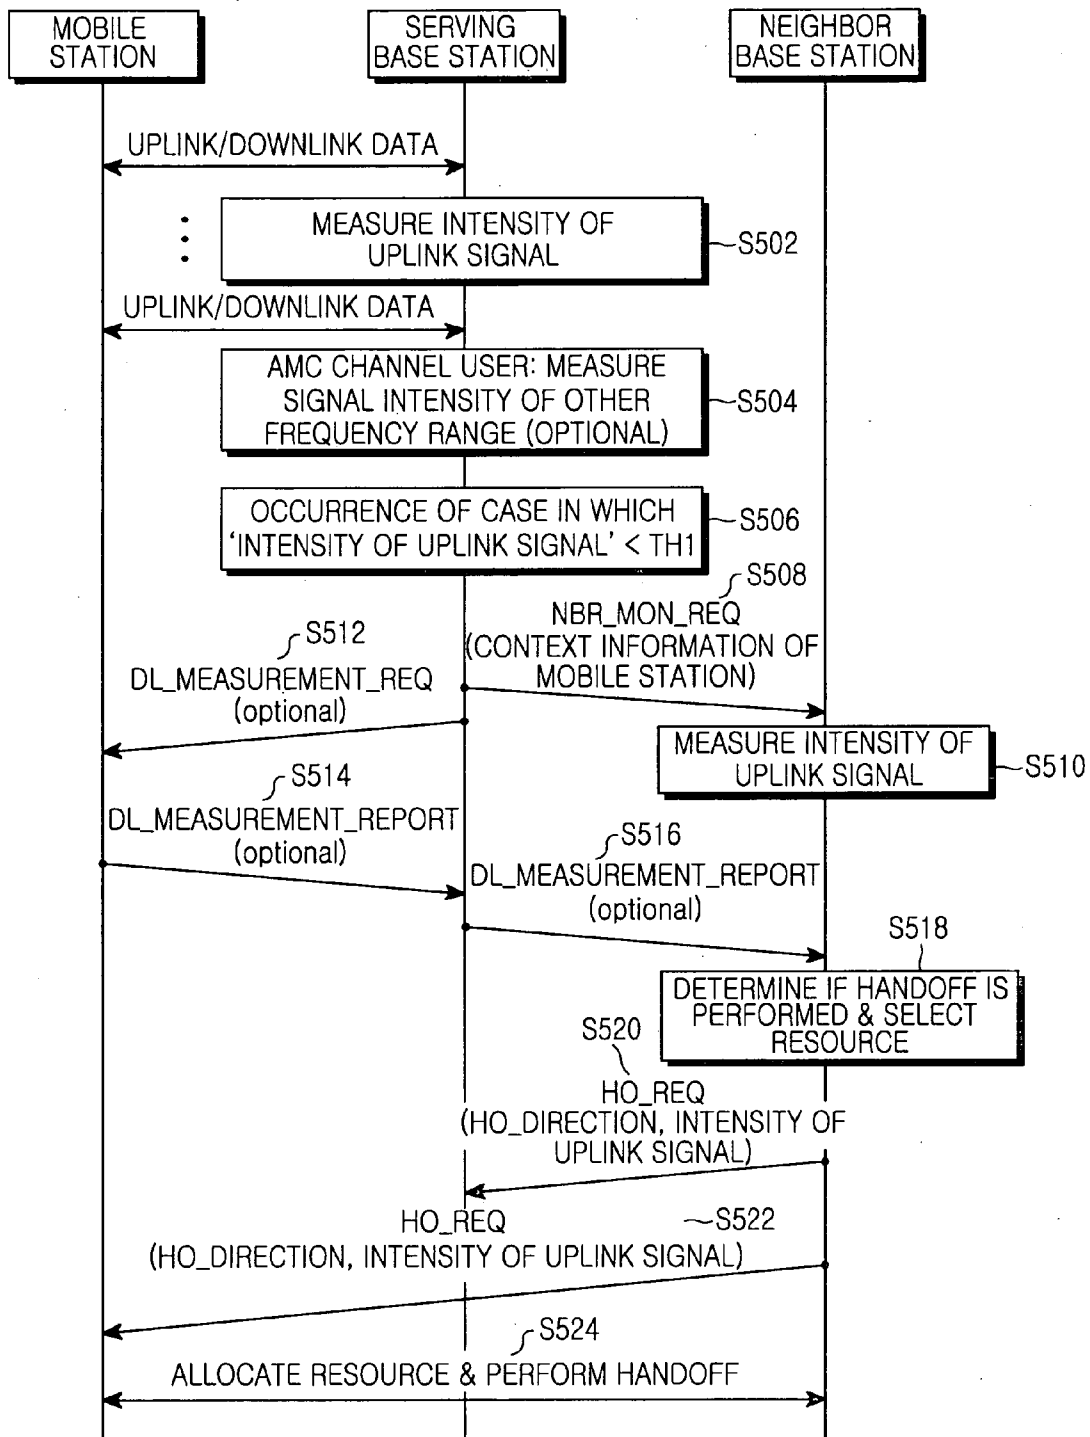 MOBILE
STATION
SERVING
BASE STATION
NEIGHBOR
BASE STATION
UPLINK/DOWNLINK DATA
MEASURE INTENSITY OF
UPLINK SIGNAL
S502
UPLINK/DOWNLINK DATA
AMC CHANNEL USER: MEASURE
SIGNAL INTENSITY OF OTHER
FREQUENCY RANGE (OPTIONAL)
S504
OCCURRENCE OF CASE IN WHICH
'INTENSITY OF UPLINK SIGNAL' < TH1
S506
S508
NBR_MON_REQ
(CONTEXT INFORMATION OF
MOBILE STATION)
S512
DL_MEASUREMENT_REQ
(optional)
MEASURE INTENSITY OF
UPLINK SIGNAL
S510
S514
DL_MEASUREMENT_REPORT
(optional)
S516
DL_MEASUREMENT_REPORT
(optional)
S518
DETERMINE IF HANDOFF IS
PERFORMED & SELECT
RESOURCE
S520
HO_REQ
(HO_DIRECTION, INTENSITY OF
UPLINK SIGNAL)
HO_REQ
S522
(HO_DIRECTION, INTENSITY OF UPLINK SIGNAL)
S524
ALLOCATE RESOURCE & PERFORM HANDOFF